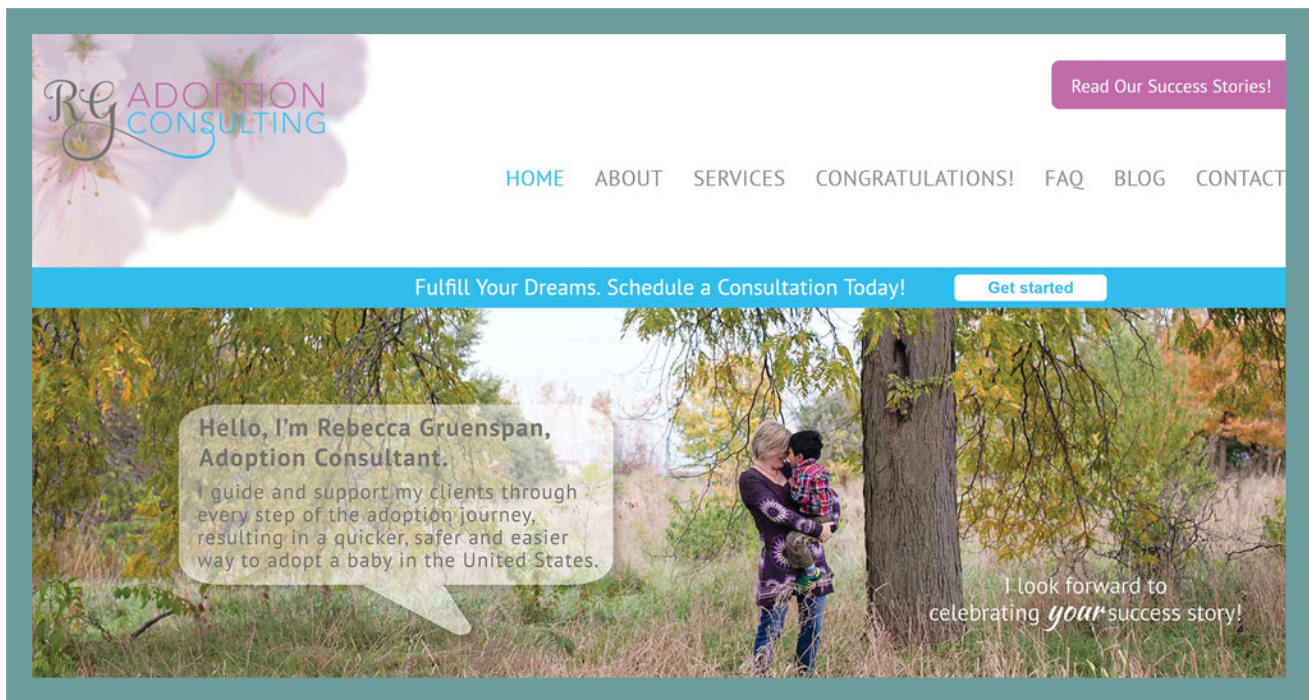 RG ADOPTION
CONSULTING
Read Our Success Stories!
HOME ABOUT SERVICES CONGRATULATIONS! FAQ BLOG CONTACT
Fulfill Your Dreams. Schedule a Consultation Today! Get started
Hello, I'm Rebecca Gruenspan,
Adoption Consultant.
I guide and support my clients through
every step of the adoption journey,
resulting in a quicker, safer and easier
way to adopt a baby in the United States.
I look forward to
celebrating your success story!